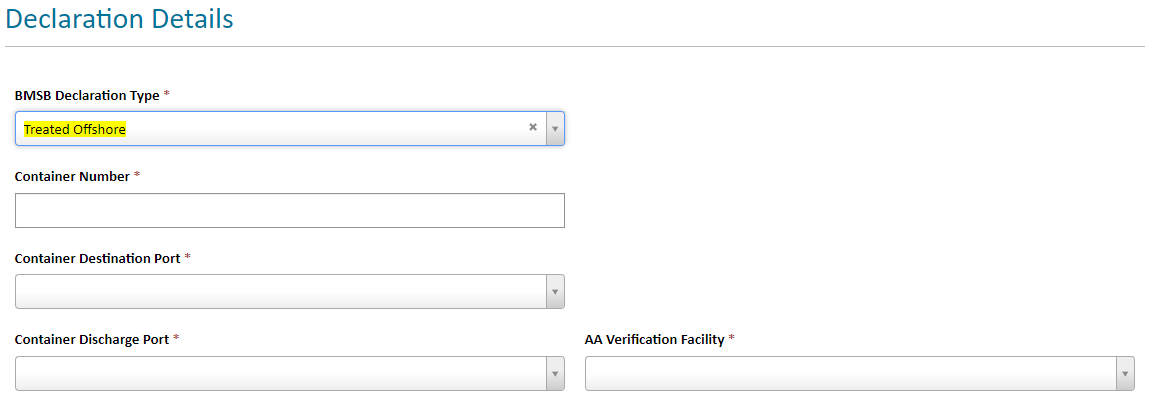 Declaration Details
BMSB Declaration Type *
Treated Offshore
Container Number *
Container Destination Port *
Container Discharge Port *
AA Verification Facility *